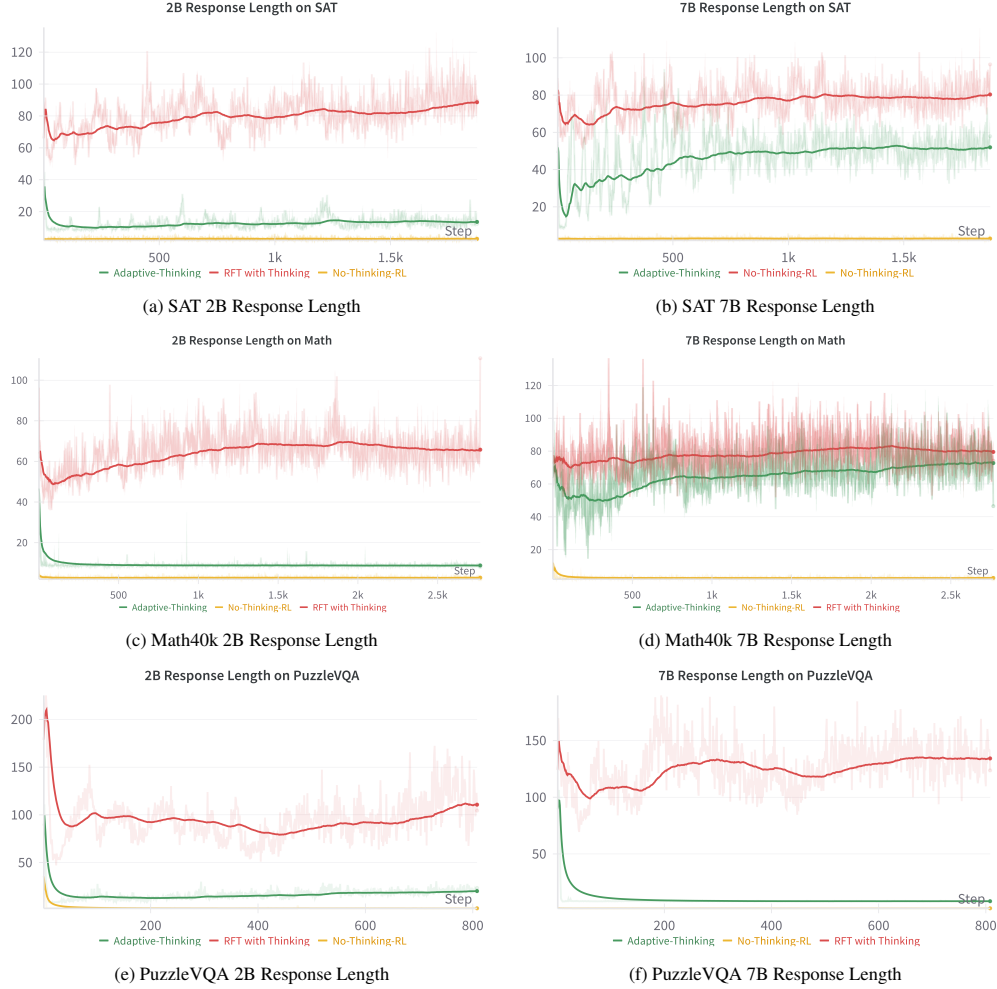 2B Response Length on SAT
120
100
80
60
40
20
Step
500 1k 1.5k
Adaptive-Thinking RFT with Thinking No-Thinking-RL
(a) SAT 2B Response Length
7B Response Length on SAT
100
80
60
40
20
Step
500 1k 1.5k
Adaptive-Thinking No-Thinking-RL No-Thinking-RL
(b) SAT 7B Response Length
2B Response Length on Math
100
80
60
40
20
Step
500 1k 1.5k 2k 2.5k
Adaptive-Thinking No-Thinking-RL RFT with Thinking
(c) Math40k 2B Response Length
7B Response Length on Math
120
100
80
60
40
20
Step
500 1k 1.5k 2k 2.5k
Adaptive-Thinking No-Thinking-RL RFT with Thinking
(d) Math40k 7B Response Length
2B Response Length on PuzzleVQA
200
150
100
50
Step
200 400 600 800
Adaptive-Thinking RFT with Thinking No-Thinking-RL
(e) PuzzleVQA 2B Response Length
7B Response Length on PuzzleVQA
150
100
50
Step
200 400 600 800
Adaptive-Thinking No-Thinking-RL RFT with Thinking
(f) PuzzleVQA 7B Response Length